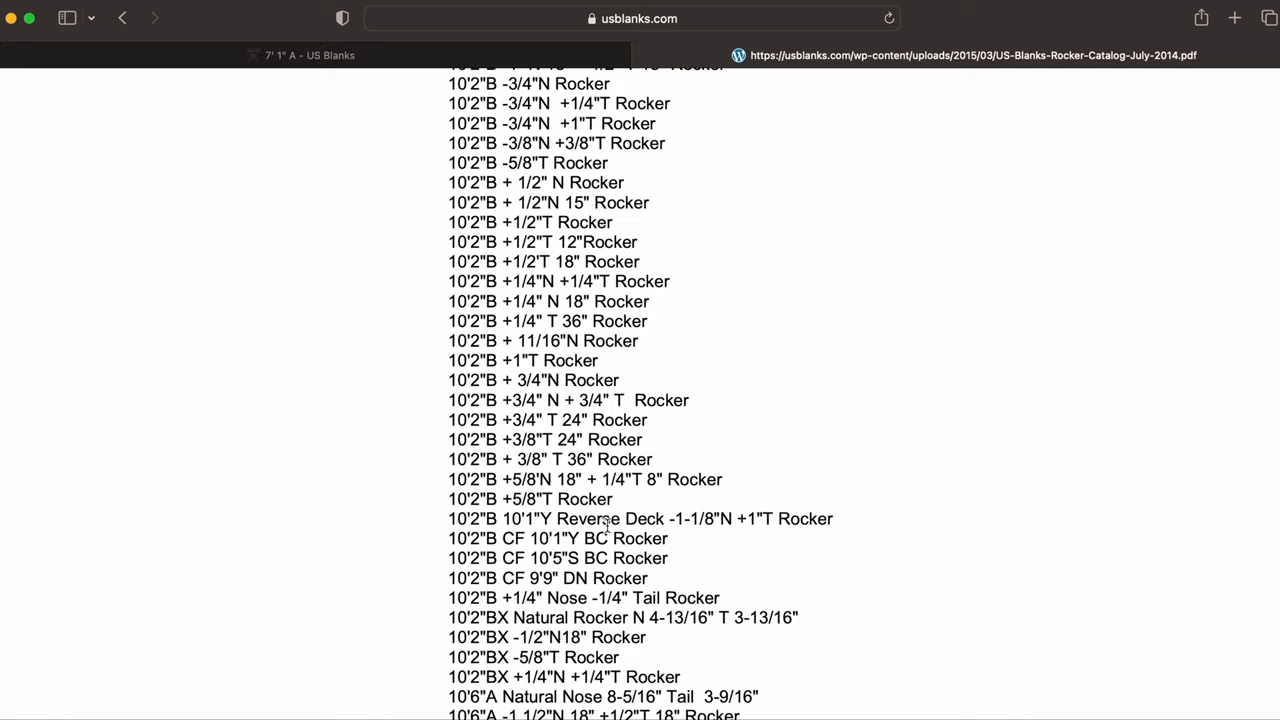 usblanks.com
7' 1" A - US Blanks
https://usblanks.com/wp-content/uploads/2015/03/US-Blanks-Rocker-Catalog-July-2014.pdf
10'2"B -3/4"N Rocker
10'2"B -3/4"N  +1/4"T Rocker
10'2"B -3/4"N  +1"T Rocker
10'2"B -3/8"N +3/8"T Rocker
10'2"B -5/8"T Rocker
10'2"B + 1/2" N Rocker
10'2"B + 1/2"N 15" Rocker
10'2"B +1/2"T Rocker
10'2"B +1/2"T 12"Rocker
10'2"B +1/2'T 18" Rocker
10'2"B +1/4"N +1/4"T Rocker
10'2"B +1/4" N 18" Rocker
10'2"B +1/4" T 36" Rocker
10'2"B + 11/16"N Rocker
10'2"B +1"T Rocker
10'2"B + 3/4"N Rocker
10'2"B +3/4" N + 3/4" T  Rocker
10'2"B +3/4" T 24" Rocker
10'2"B +3/8"T 24" Rocker
10'2"B + 3/8" T 36" Rocker
10'2"B +5/8'N 18" + 1/4"T 8" Rocker
10'2"B +5/8"T Rocker
10'2"B 10'1"Y Reverse Deck -1-1/8"N +1"T Rocker
10'2"B CF 10'1"Y BC Rocker
10'2"B CF 10'5"S BC Rocker
10'2"B CF 9'9" DN Rocker
10'2"B +1/4" Nose -1/4" Tail Rocker
10'2"BX Natural Rocker N 4-13/16" T 3-13/16"
10'2"BX -1/2"N18" Rocker
10'2"BX -5/8"T Rocker
10'2"BX +1/4"N +1/4"T Rocker
10'6"A Natural Nose 8-5/16" Tail  3-9/16"
10'6"A -1 1/2"N 18" +1/2"T 18" Rocker